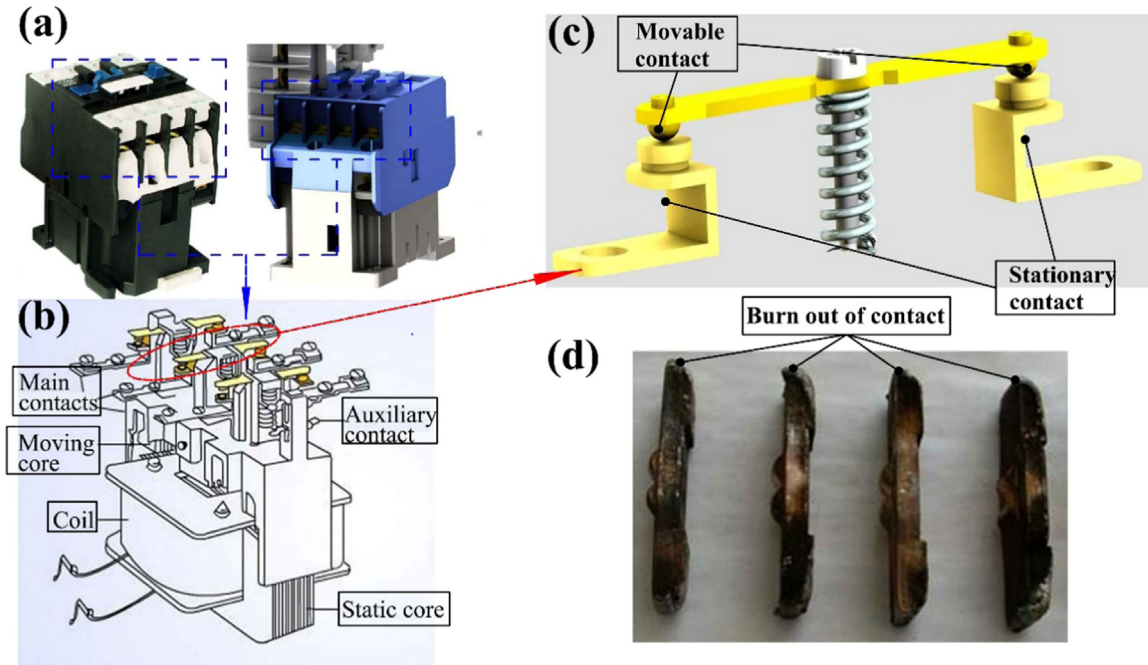 (a)
(c)
Movable
contact
Stationary
contact
(b)
Main
contacts
Moving
core
Coil
Auxiliary
contact
Static core
Burn out of contact
(d)